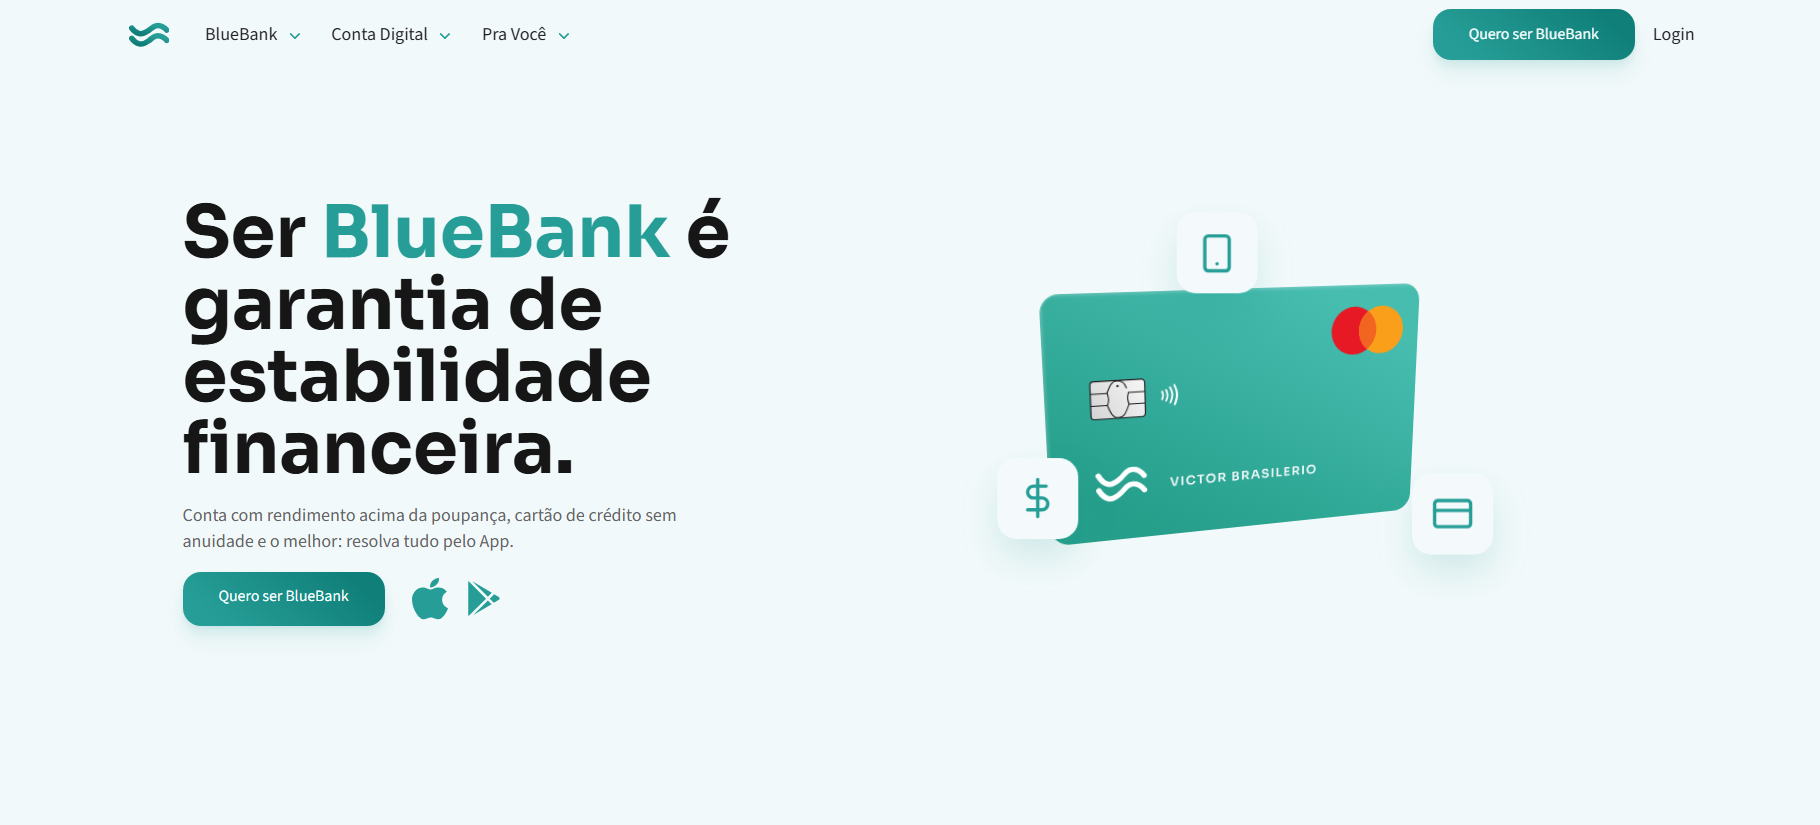 BlueBank
Conta Digital
Pra Você
Quero ser BlueBank
Login
Ser BlueBank é
garantia de
estabilidade
financeira.
Conta com rendimento acima da poupança, cartão de crédito sem
anuidade e o melhor: resolva tudo pelo App.
Quero ser BlueBank
VICTOR BRASILERIO